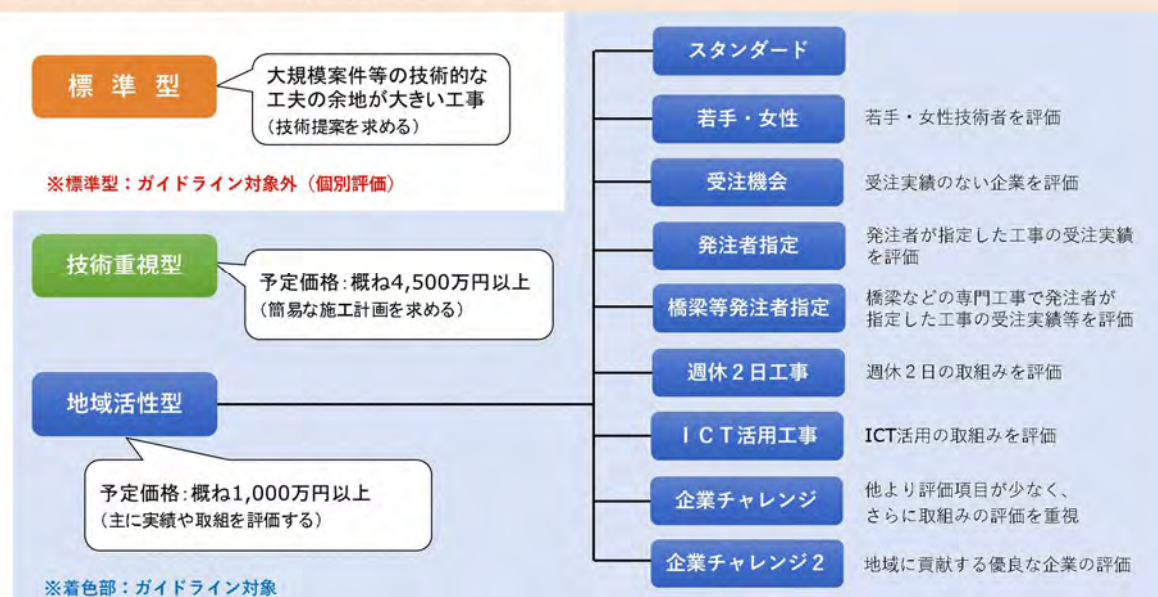 標 準 型
大規模案件等の技術的な
工夫の余地が大きい工事
(技術提案を求める)
※標準型：ガイドライン対象外（個別評価）
技術重視型
予定価格：概ね4,500万円以上
(簡易な施工計画を求める)
地域活性型
予定価格：概ね1,000万円以上
(主に実績や取組を評価する)
※着色部：ガイドライン対象
スタンダード
若手・女性
若手・女性技術者を評価
受注機会
受注実績のない企業を評価
発注者指定
発注者が指定した工事の受注実績
を評価
橋梁等発注者指定
橋梁などの専門工事で発注者が
指定した工事の受注実績等を評価
週休２日工事
週休２日の取組みを評価
ＩＣＴ活用工事
ICT活用の取組みを評価
企業チャレンジ
他より評価項目が少なく、
さらに取組みの評価を重視
企業チャレンジ２
地域に貢献する優良な企業の評価